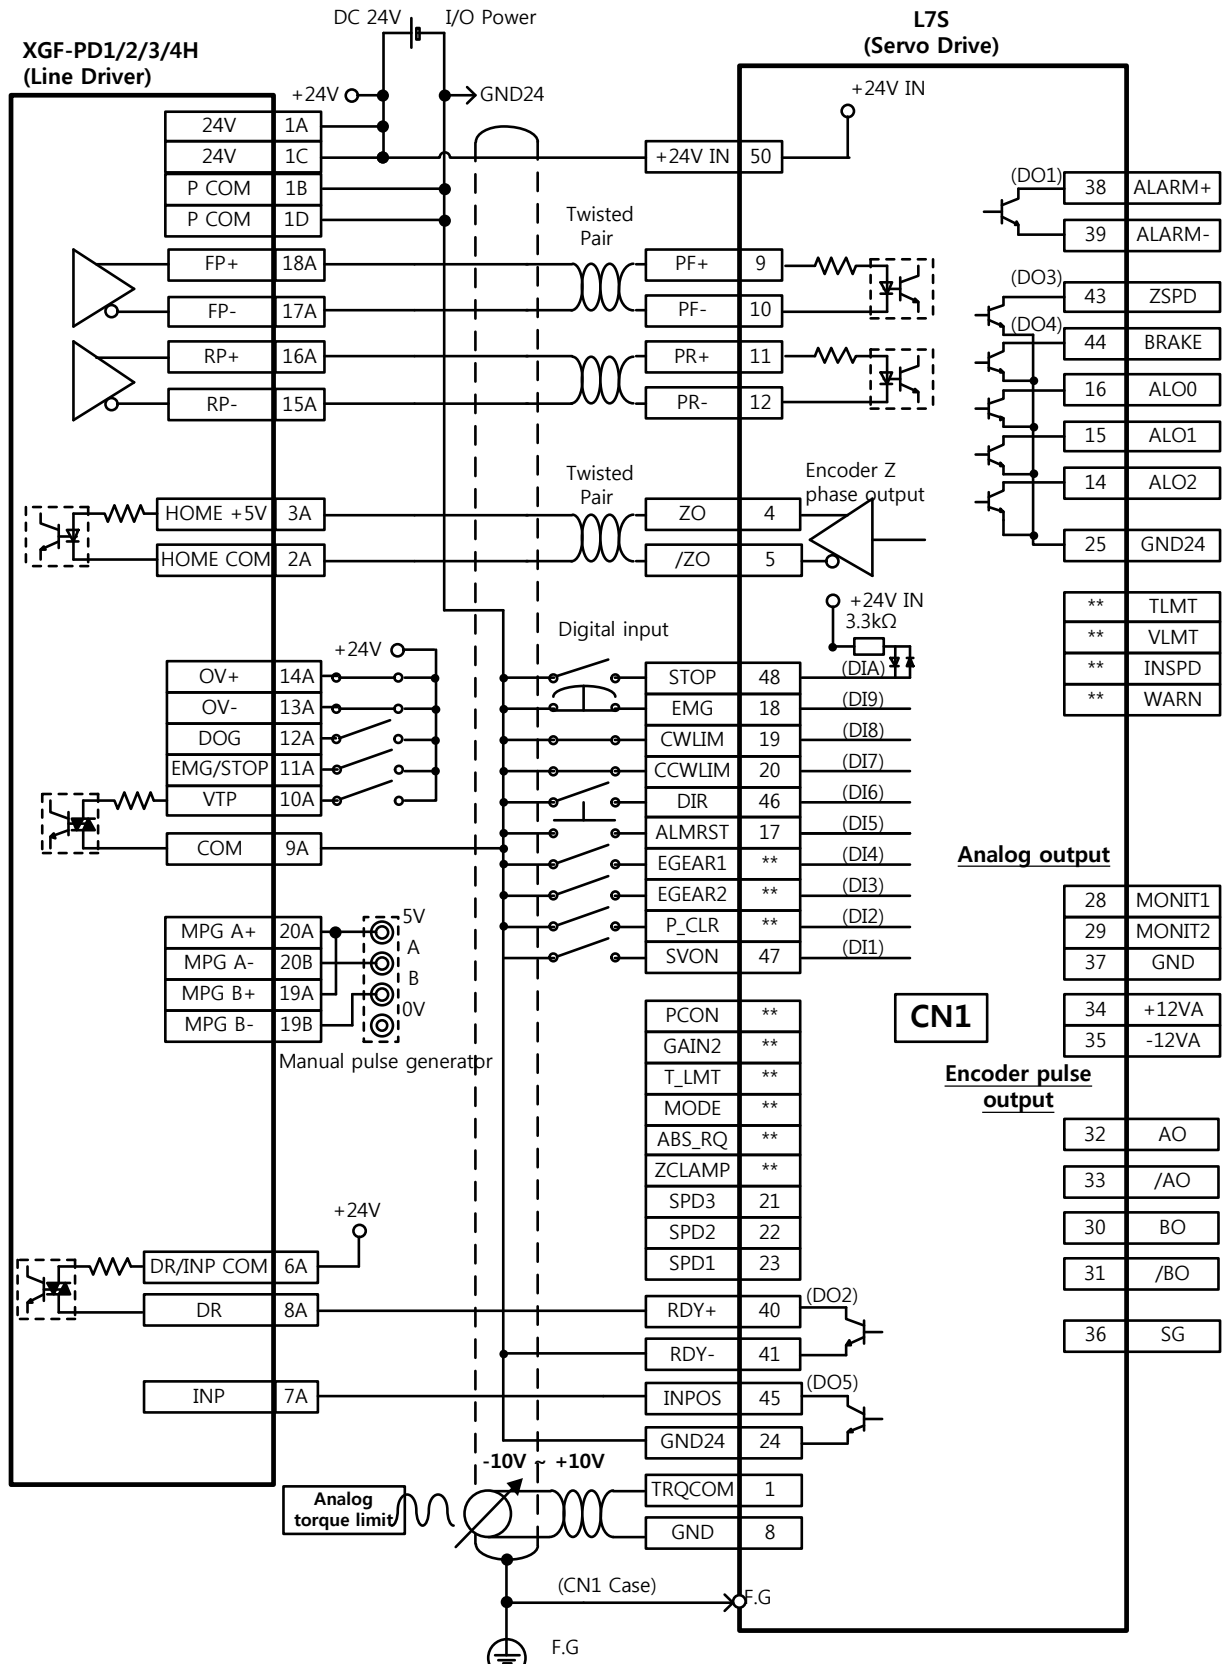 DC 24V I/O Power
XGF-PD1/2/3/4H
(Line Driver)
L7S
(Servo Drive)
+24V
GND24
24V 1A
24V 1C
P COM 1B
P COM 1D
FP+ 18A
FP- 17A
RP+ 16A
RP- 15A
HOME +5V 3A
HOME COM 2A
+24V
OV+ 14A
OV- 13A
DOG 12A
EMG/STOP 11A
VTP 10A
COM 9A
MPG A+ 20A
MPG A- 20B
MPG B+ 19A
MPG B- 19B
5V
A
B
0V
Manual pulse generator
+24V
DR/INP COM 6A
DR 8A
INP 7A
Analog
torque limit
-10V ~ +10V
Twisted
Pair
Twisted
Pair
Digital input
+24V IN
+24V IN 50
PF+ 9
PF- 10
PR+ 11
PR- 12
Encoder Z
phase output
ZO 4
/ZO 5
+24V IN
3.3kΩ
STOP 48 (DIA)
EMG 18 (DI9)
CWLIM 19 (DI8)
CCWLIM 20 (DI7)
DIR 46 (DI6)
ALMRST 17 (DI5)
EGEAR1 ** (DI4)
EGEAR2 ** (DI3)
P_CLR ** (DI2)
SVON 47 (DI1)
PCON **
GAIN2 **
T_LMT **
MODE **
ABS_RQ **
ZCLAMP **
SPD3 21
SPD2 22
SPD1 23
RDY+ 40 (DO2)
RDY- 41
INPOS 45 (DO5)
GND24 24
TRQCOM 1
GND 8
(CN1 Case)
F.G
F.G
CN1
(DO1) 38 ALARM+
39 ALARM-
(DO3) 43 ZSPD
(DO4) 44 BRAKE
16 ALO0
15 ALO1
14 ALO2
25 GND24
** TLMT
** VLMT
** INSPD
** WARN
Analog output
28 MONIT1
29 MONIT2
37 GND
34 +12VA
35 -12VA
Encoder pulse
output
32 AO
33 /AO
30 BO
31 /BO
36 SG